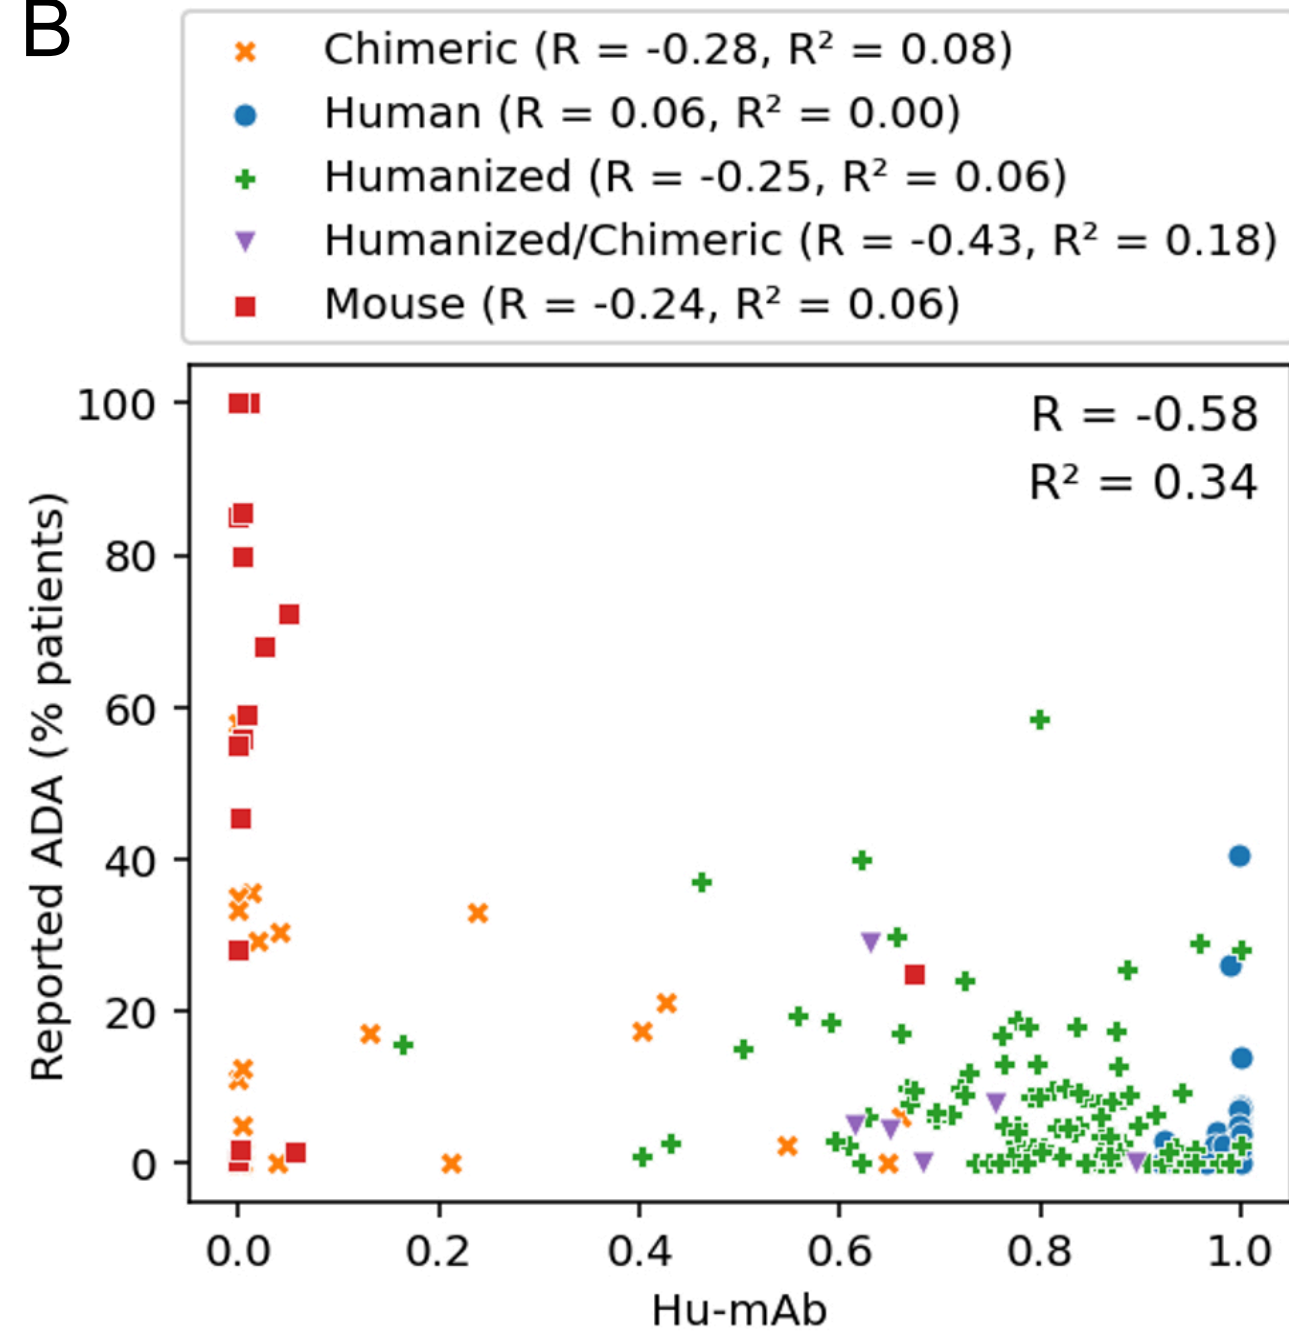 B
Chimeric (R = -0.28, R² = 0.08)
Human (R = 0.06, R² = 0.00)
Humanized (R = -0.25, R² = 0.06)
Humanized/Chimeric (R = -0.43, R² = 0.18)
Mouse (R = -0.24, R² = 0.06)
R = -0.58
R² = 0.34
Reported ADA (% patients)
100
80
60
40
20
0
0.0 0.2 0.4 0.6 0.8 1.0
Hu-mAb